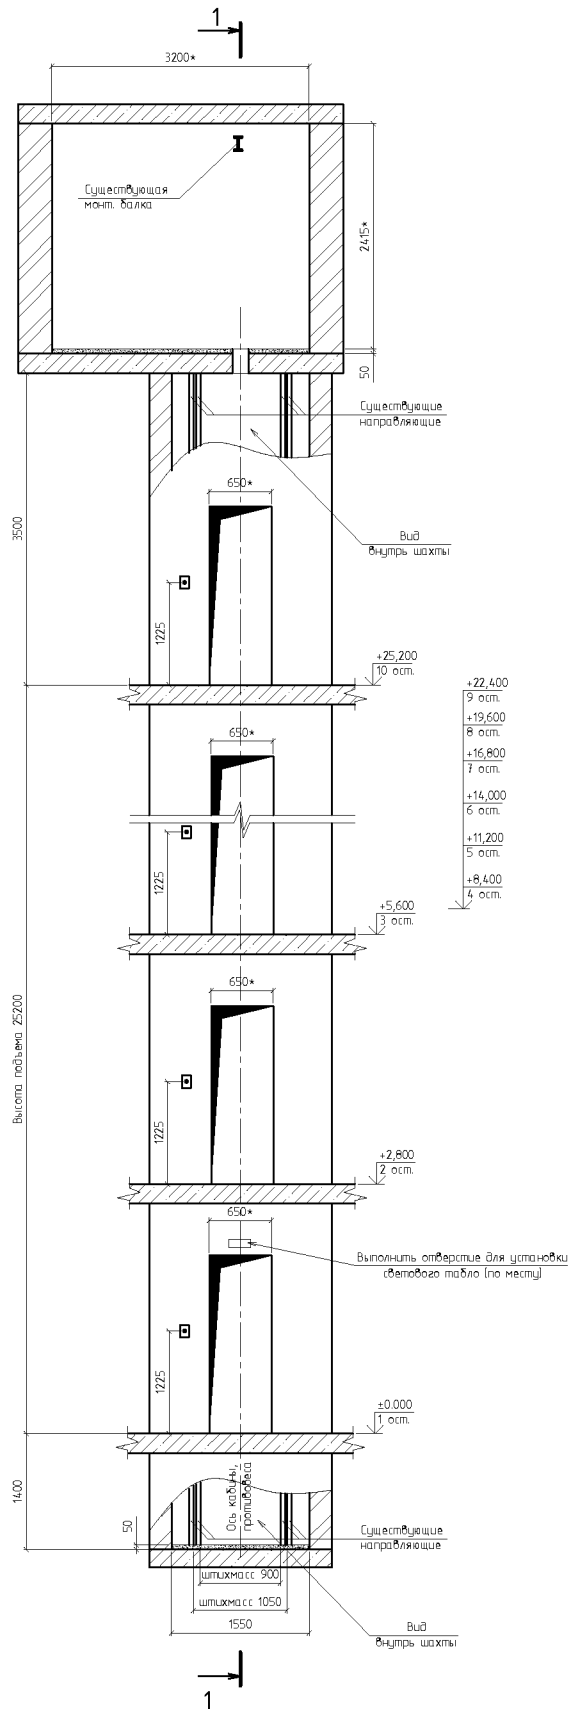 1
3200*
Существующая
монт. балка
2415*
50
Существующие
направляющие
650*
Вид
внутрь шахты
3500
1225
+25,200
10 ост.
+22,400
9 ост.
+19,600
8 ост.
+16,800
7 ост.
+14,000
6 ост.
+11,200
5 ост.
+8,400
4 ост.
650*
1225
+5,600
3 ост.
650*
Высота подъема 25200
1225
+2,800
2 ост.
650*
Выполнить отверстие для установки
светового табло (по месту)
1225
±0.000
1 ост.
1400
50
Ось кабины,
противовеса
Существующие
направляющие
штихмасс 900
штихмасс 1050
1550
Вид
внутрь шахты
1